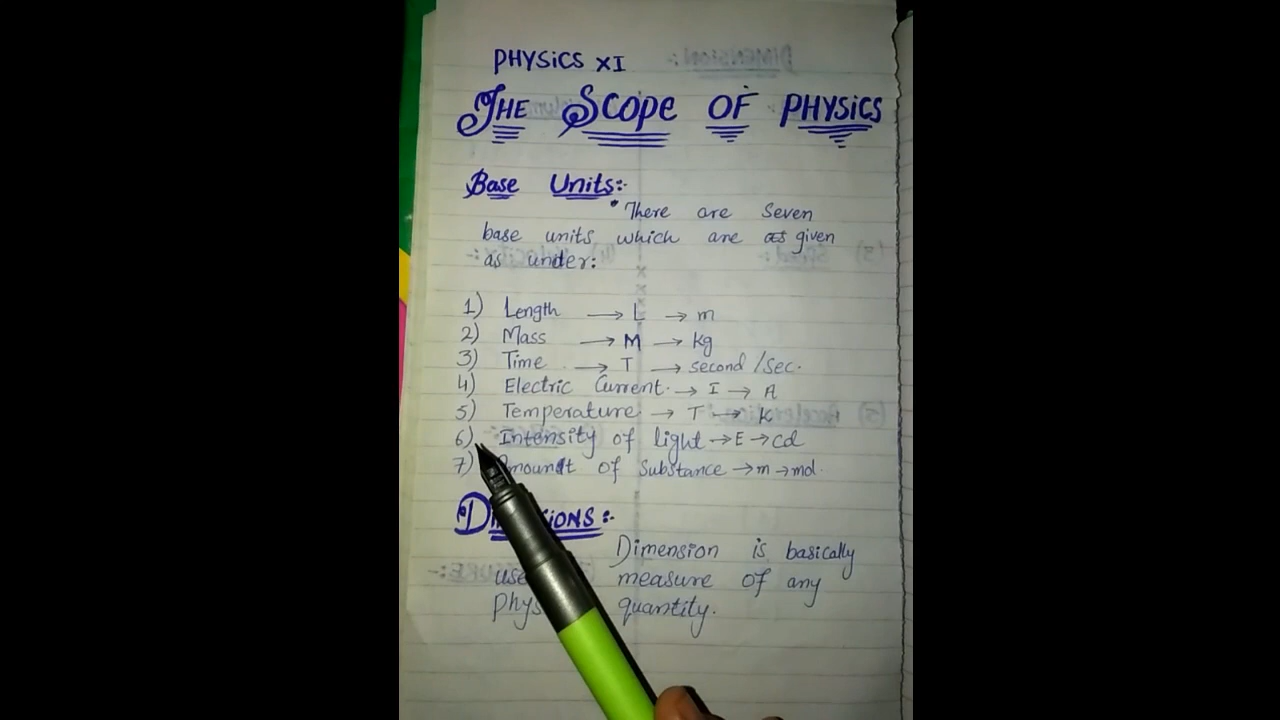 PHYSICS XI
THE SCOPE OF PHYSICS
Base Units:-
There are Seven
base units which are as given
as under:
1) Length → L → m
2) Mass → M → Kg
3) Time → T → second /sec.
4) Electric Current → I → A
5) Temperature → T → K
6) Intensity of light → E → cd
7) Amount of Substance → m → mol
:-
Dimension is basically
measure of any
quantity.